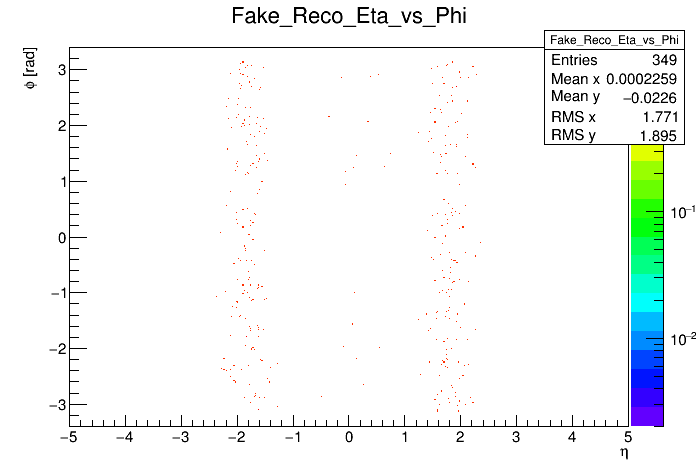 Fake_Reco_Eta_vs_Phi
Fake_Reco_Eta_vs_Phi
Entries 349
Mean x 0.0002259
Mean y −0.0226
RMS x 1.771
RMS y 1.895
ϕ [rad]
3
2
1
0
−1
−2
−3
10−1
10−2
−5 −4 −3 −2 −1 0 1 2 3 4 5
η